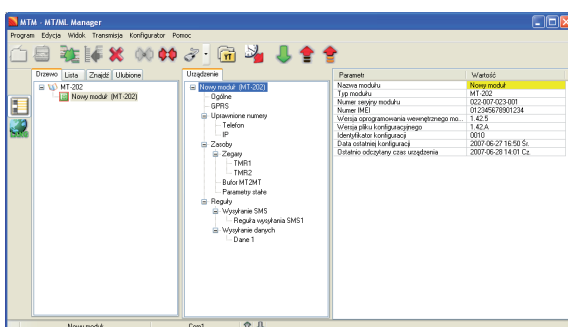 MTM - MT/ML Manager
Program Edycja Widok Transmisja Konfigurator Pomoc
YT
Drzewo Lista Znajdź Ulubione
MT-202
Nowy moduł (MT-202)
Urządzenie
Nowy moduł (MT-202)
Ogólne
GPRS
Uprawnione numery
Telefon
IP
Zasoby
Zegary
TMR1
TMR2
Bufor MT2MT
Parametry stałe
Reguły
Wysyłanie SMS
Reguła wysyłania SMS1
Wysyłanie danych
Dane 1
Parametr Wartość
Nazwa modułu Nowy moduł
Typ modułu MT-202
Numer seryjny modułu 022-007-023-001
Numer IMEI 012345678901234
Wersja oprogramowania wewnętrznego mo... 1.42.5
Wersja pliku konfiguracyjnego 1.42.A
Identyfikator konfiguracji 0010
Data ostatniej konfiguracji 2007-06-27 16:50 Śr.
Ostatnio odczytany czas urządzenia 2007-06-28 14:01 Cz.
Nowy moduł Com1